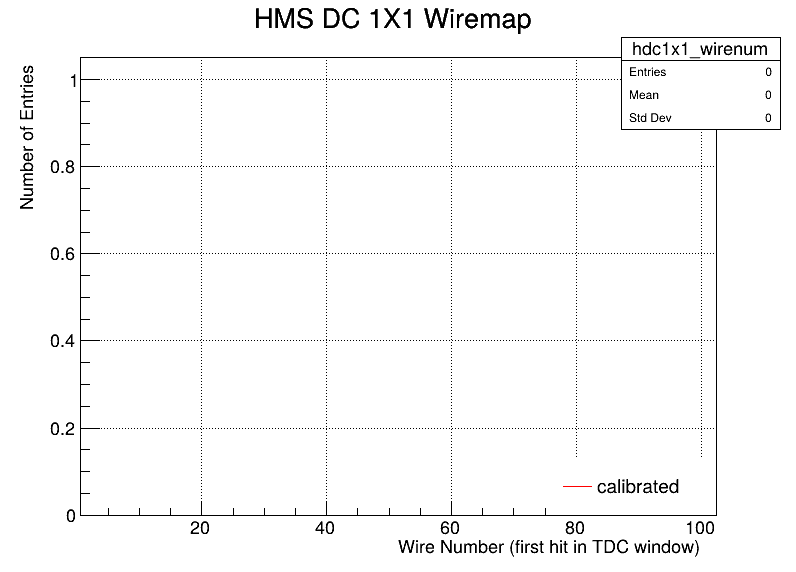 HMS DC 1X1 Wiremap
hdc1x1_wirenum
Entries 0
Mean 0
Std Dev 0
Number of Entries
1
0.8
0.6
0.4
0.2
0
calibrated
20 40 60 80 100
Wire Number (first hit in TDC window)